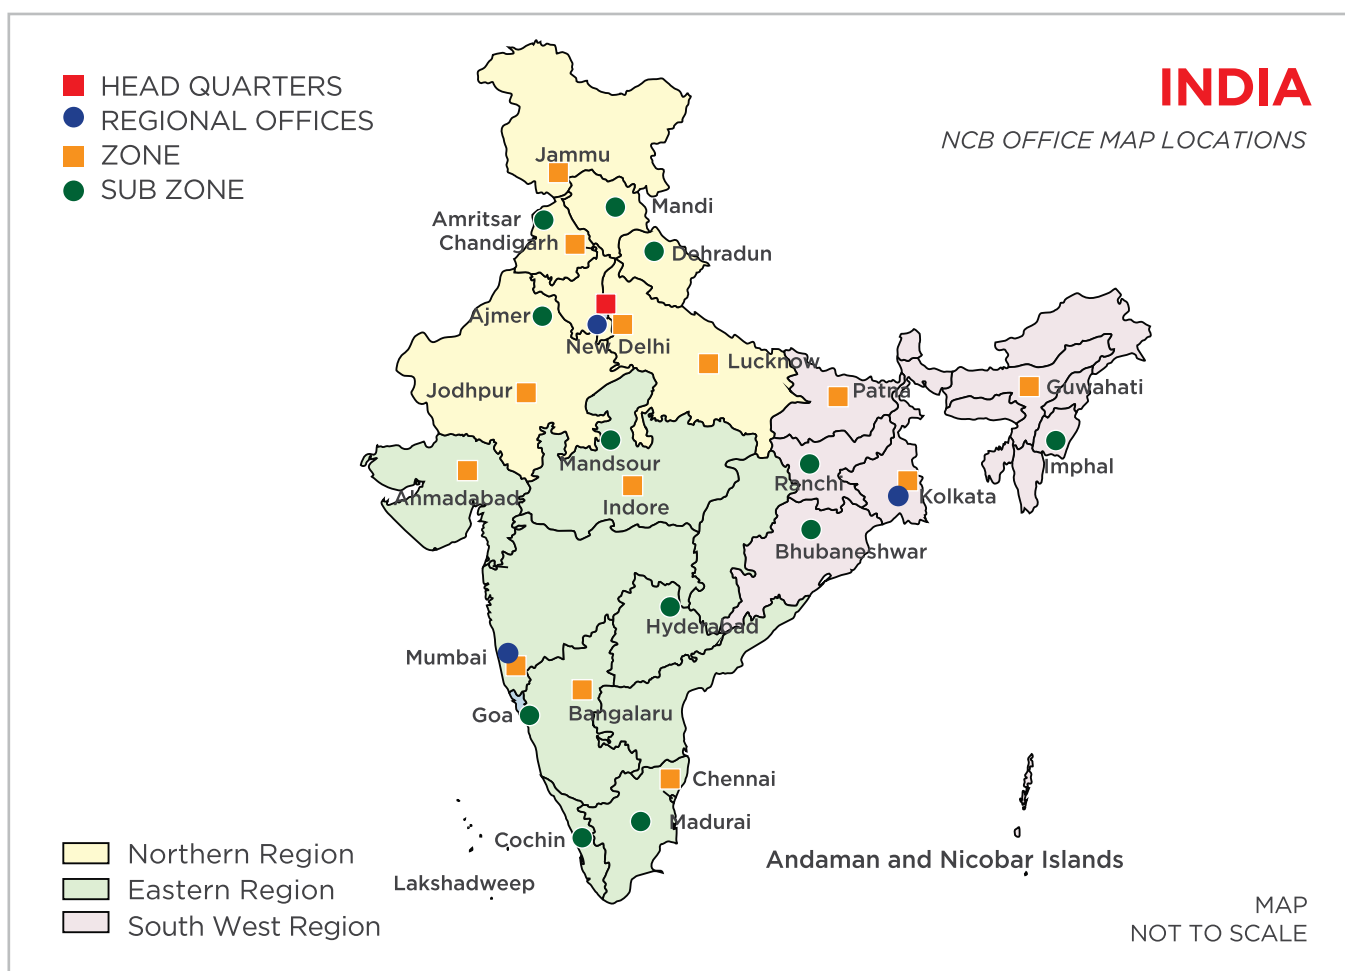 HEAD QUARTERS
REGIONAL OFFICES
ZONE
SUB ZONE
INDIA
NCB OFFICE MAP LOCATIONS
Jammu
Mandi
Amritsar
Chandigarh
Dehradun
Ajmer
New Delhi
Lucknow
Jodhpur
Patna
Guwahati
Mandsour
Imphal
Ranchi
Ahmadabad
Indore
Kolkata
Bhubaneshwar
Hyderabad
Mumbai
Goa
Bangalaru
Chennai
Madurai
Cochin
Lakshadweep
Andaman and Nicobar Islands
Northern Region
Eastern Region
South West Region
MAP
NOT TO SCALE